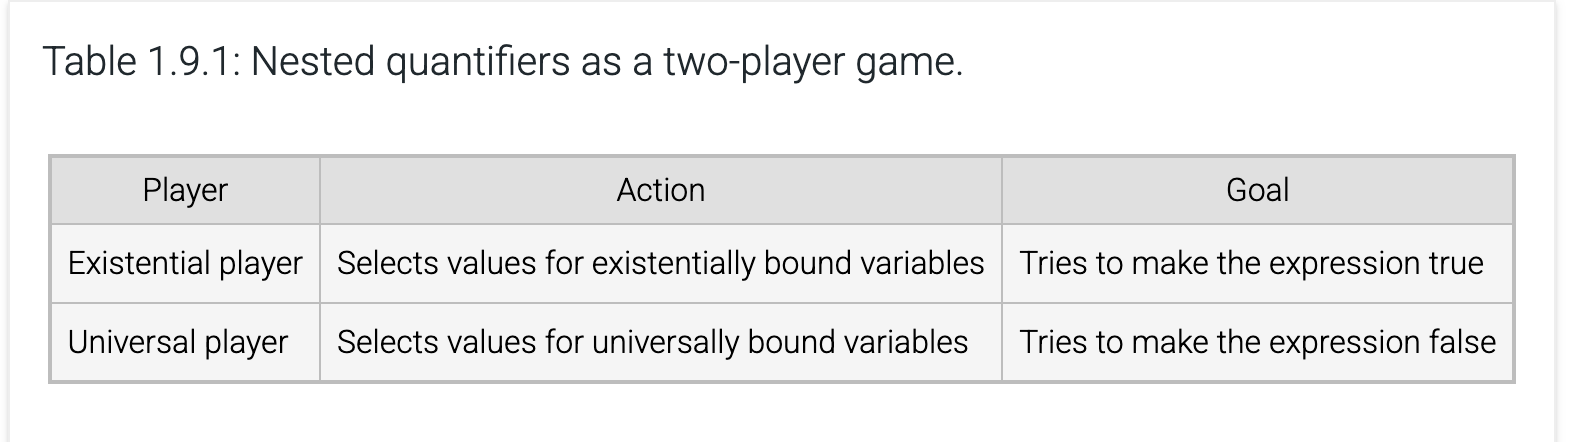 Table 1.9.1: Nested quantifiers as a two-player game.
Player Action Goal
Existential player Selects values for existentially bound variables Tries to make the expression true
Universal player Selects values for universally bound variables Tries to make the expression false